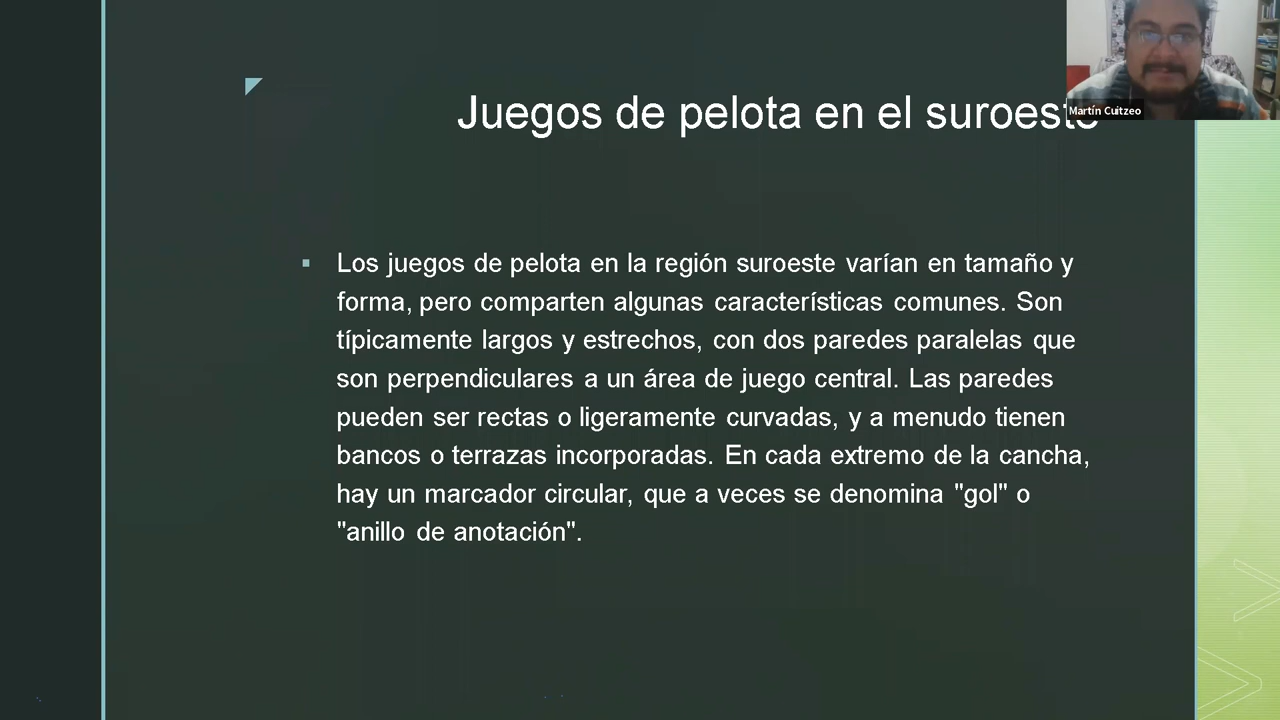 Juegos de pelota en el suroeste
Martín Cuitzeo
Los juegos de pelota en la región suroeste varían en tamaño y
forma, pero comparten algunas características comunes. Son
típicamente largos y estrechos, con dos paredes paralelas que
son perpendiculares a un área de juego central. Las paredes
pueden ser rectas o ligeramente curvadas, y a menudo tienen
bancos o terrazas incorporadas. En cada extremo de la cancha,
hay un marcador circular, que a veces se denomina "gol" o
"anillo de anotación".